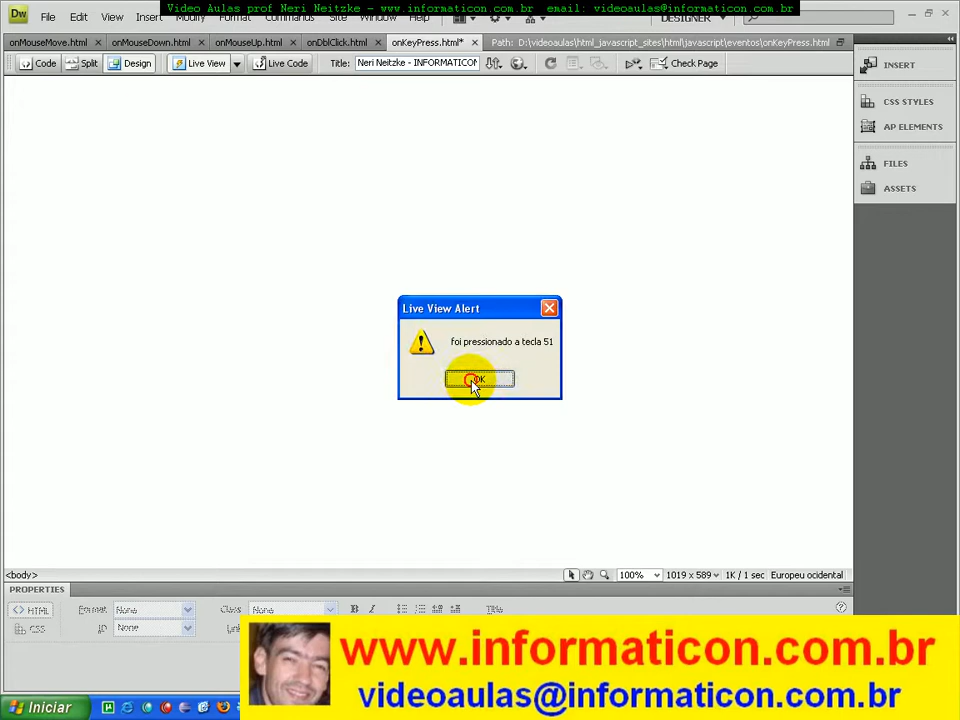 Video Aulas prof Neri Neitzke - www.informaticon.com.br email: videoaulas@informaticon.com.br
Dw File Edit View Insert Modify Format Commands Site Window Help DESIGNER
onMouseMove.html onMouseDown.html onMouseUp.html onDblClick.html onKeyPress.html* Path: D:\videoaulas\html_javascript_sites\html\javascript\eventos\onKeyPress.html
Code Split Design Live View Live Code Title: Neri Neitzke - INFORMATICON Check Page
INSERT
CSS STYLES
AP ELEMENTS
FILES
ASSETS
Live View Alert
foi pressionado a tecla 51
OK
<body> 100% 1019 x 589 1K / 1 sec Europeu ocidental
PROPERTIES
<> HTML Format None Class None B I Title
CSS ID None Link
www.informaticon.com.br
videoaulas@informaticon.com.br
Iniciar